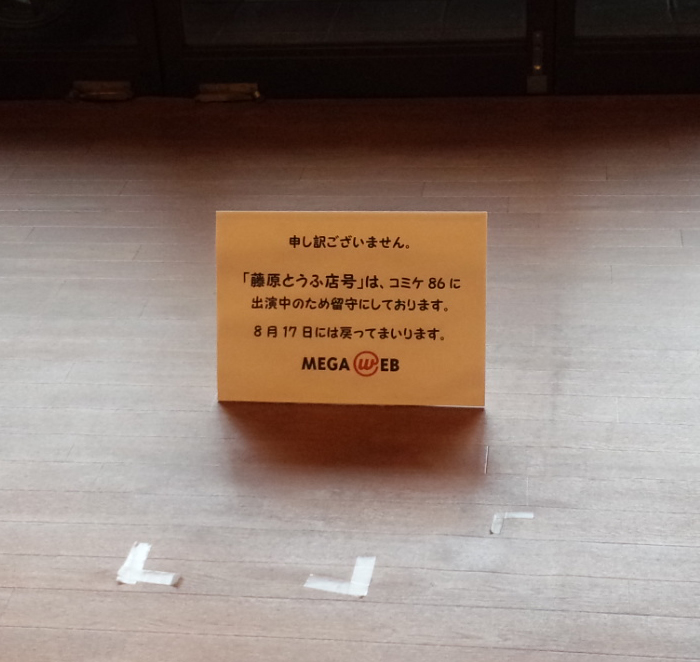 申し訳ございません。
「藤原とうふ店号」は、コミケ 86 に
出演中のため留守にしております。
8 月 17 日には戻ってまいります。
MEGA WEB